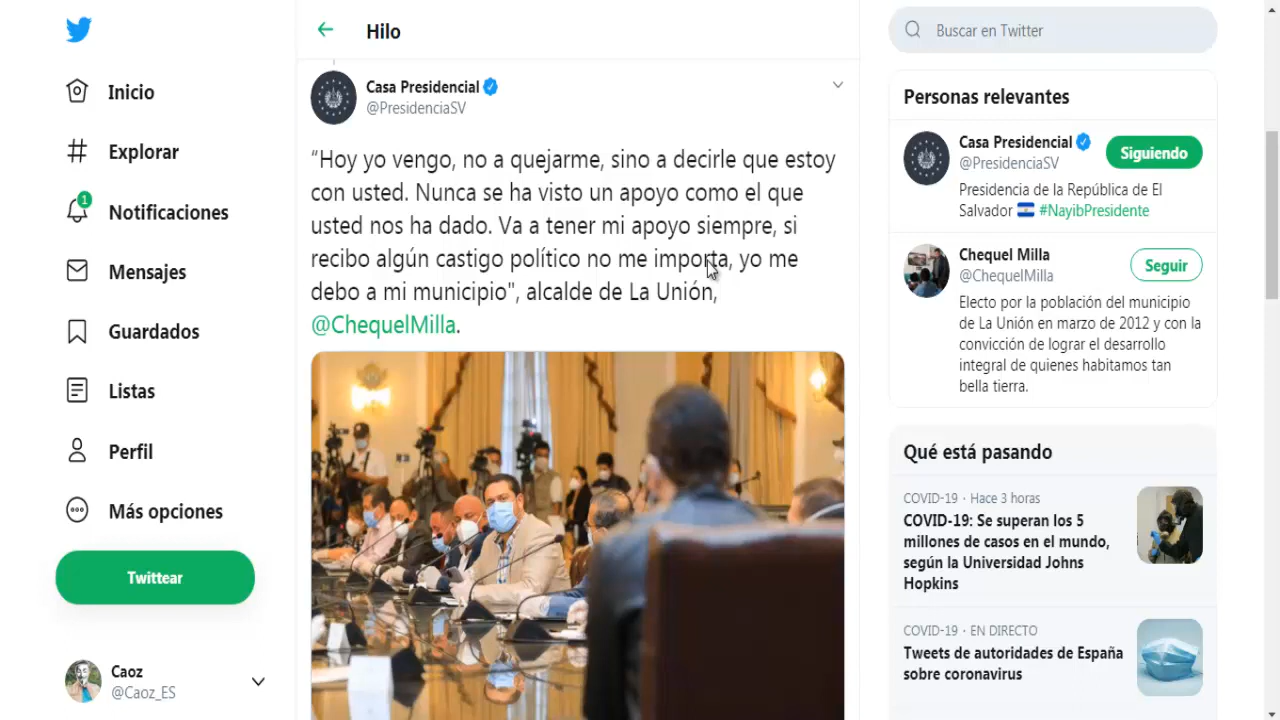 Inicio
Explorar
1
Notificaciones
Mensajes
Guardados
Listas
Perfil
Más opciones
Twittear
Caoz
@Caoz_ES
Hilo
Casa Presidencial
@PresidenciaSV
“Hoy yo vengo, no a quejarme, sino a decirle que estoy
con usted. Nunca se ha visto un apoyo como el que
usted nos ha dado. Va a tener mi apoyo siempre, si
recibo algún castigo político no me importa, yo me
debo a mi municipio", alcalde de La Unión,
@ChequelMilla.
Buscar en Twitter
Personas relevantes
Casa Presidencial
@PresidenciaSV
Siguiendo
Presidencia de la República de El
Salvador 🇸🇻 #NayibPresidente
Chequel Milla
@ChequelMilla
Seguir
Electo por la población del municipio
de La Unión en marzo de 2012 y con la
convicción de lograr el desarrollo
integral de quienes habitamos tan
bella tierra.
Qué está pasando
COVID-19 · Hace 3 horas
COVID-19: Se superan los 5
millones de casos en el mundo,
según la Universidad Johns
Hopkins
COVID-19 · EN DIRECTO
Tweets de autoridades de España
sobre coronavirus